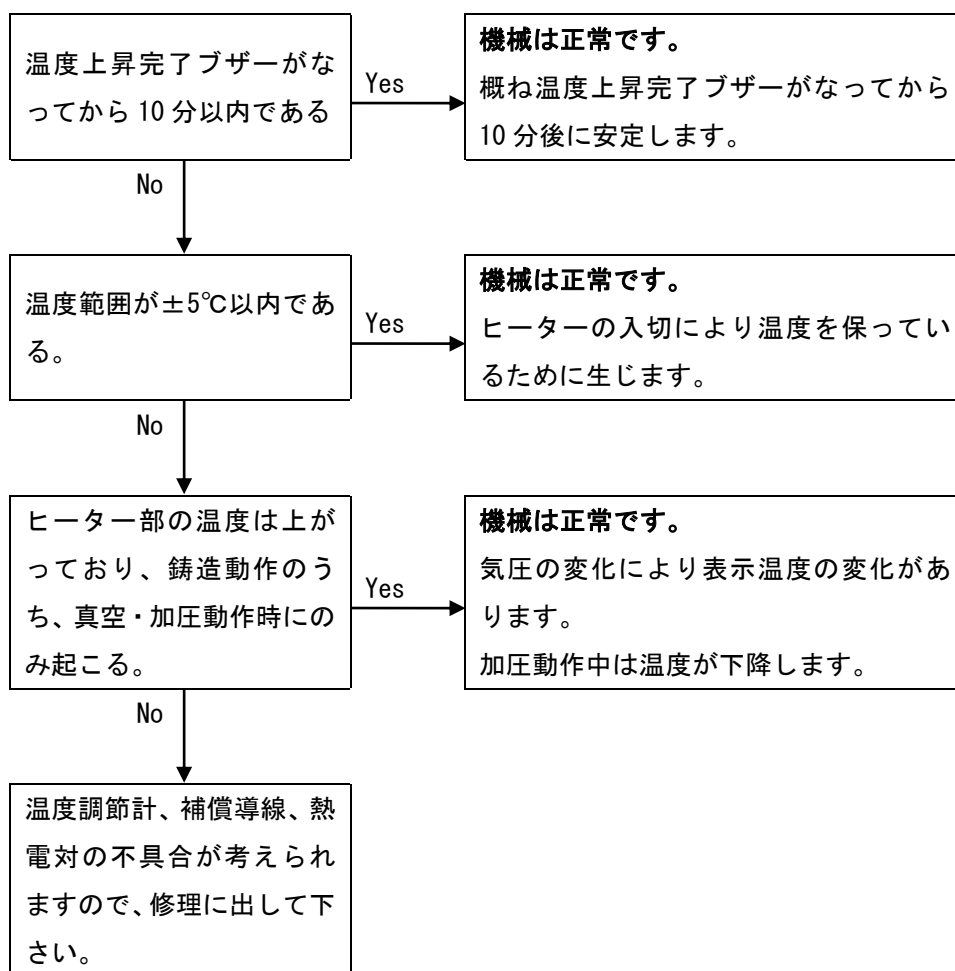 温度上昇完了ブザーがな
ってから 10 分以内である
Yes
機械は正常です。
概ね温度上昇完了ブザーがなってから
10 分後に安定します。
No
温度範囲が±5℃以内であ
る。
Yes
機械は正常です。
ヒーターの入切により温度を保ってい
るために生じます。
No
ヒーター部の温度は上が
っており、鋳造動作のう
ち、真空・加圧動作時にの
み起こる。
Yes
機械は正常です。
気圧の変化により表示温度の変化があ
ります。
加圧動作中は温度が下降します。
No
温度調節計、補償導線、熱
電対の不具合が考えられ
ますので、修理に出して下
さい。